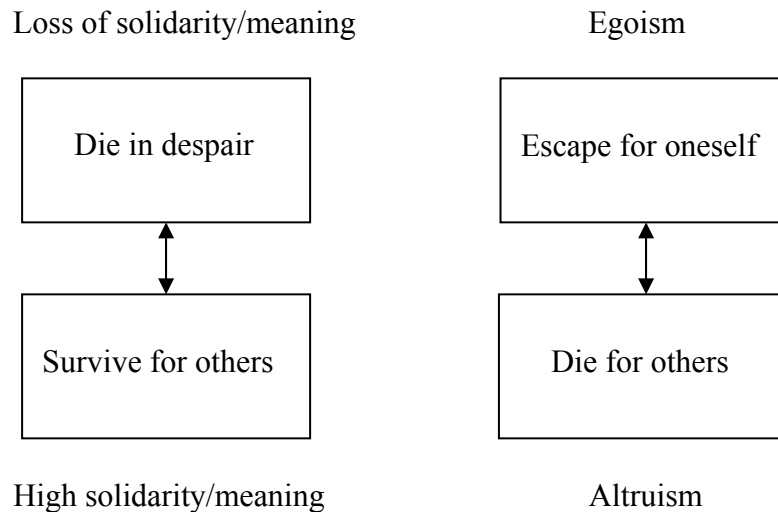 Loss of solidarity/meaning
Egoism
Die in despair
Escape for oneself
Survive for others
Die for others
High solidarity/meaning
Altruism